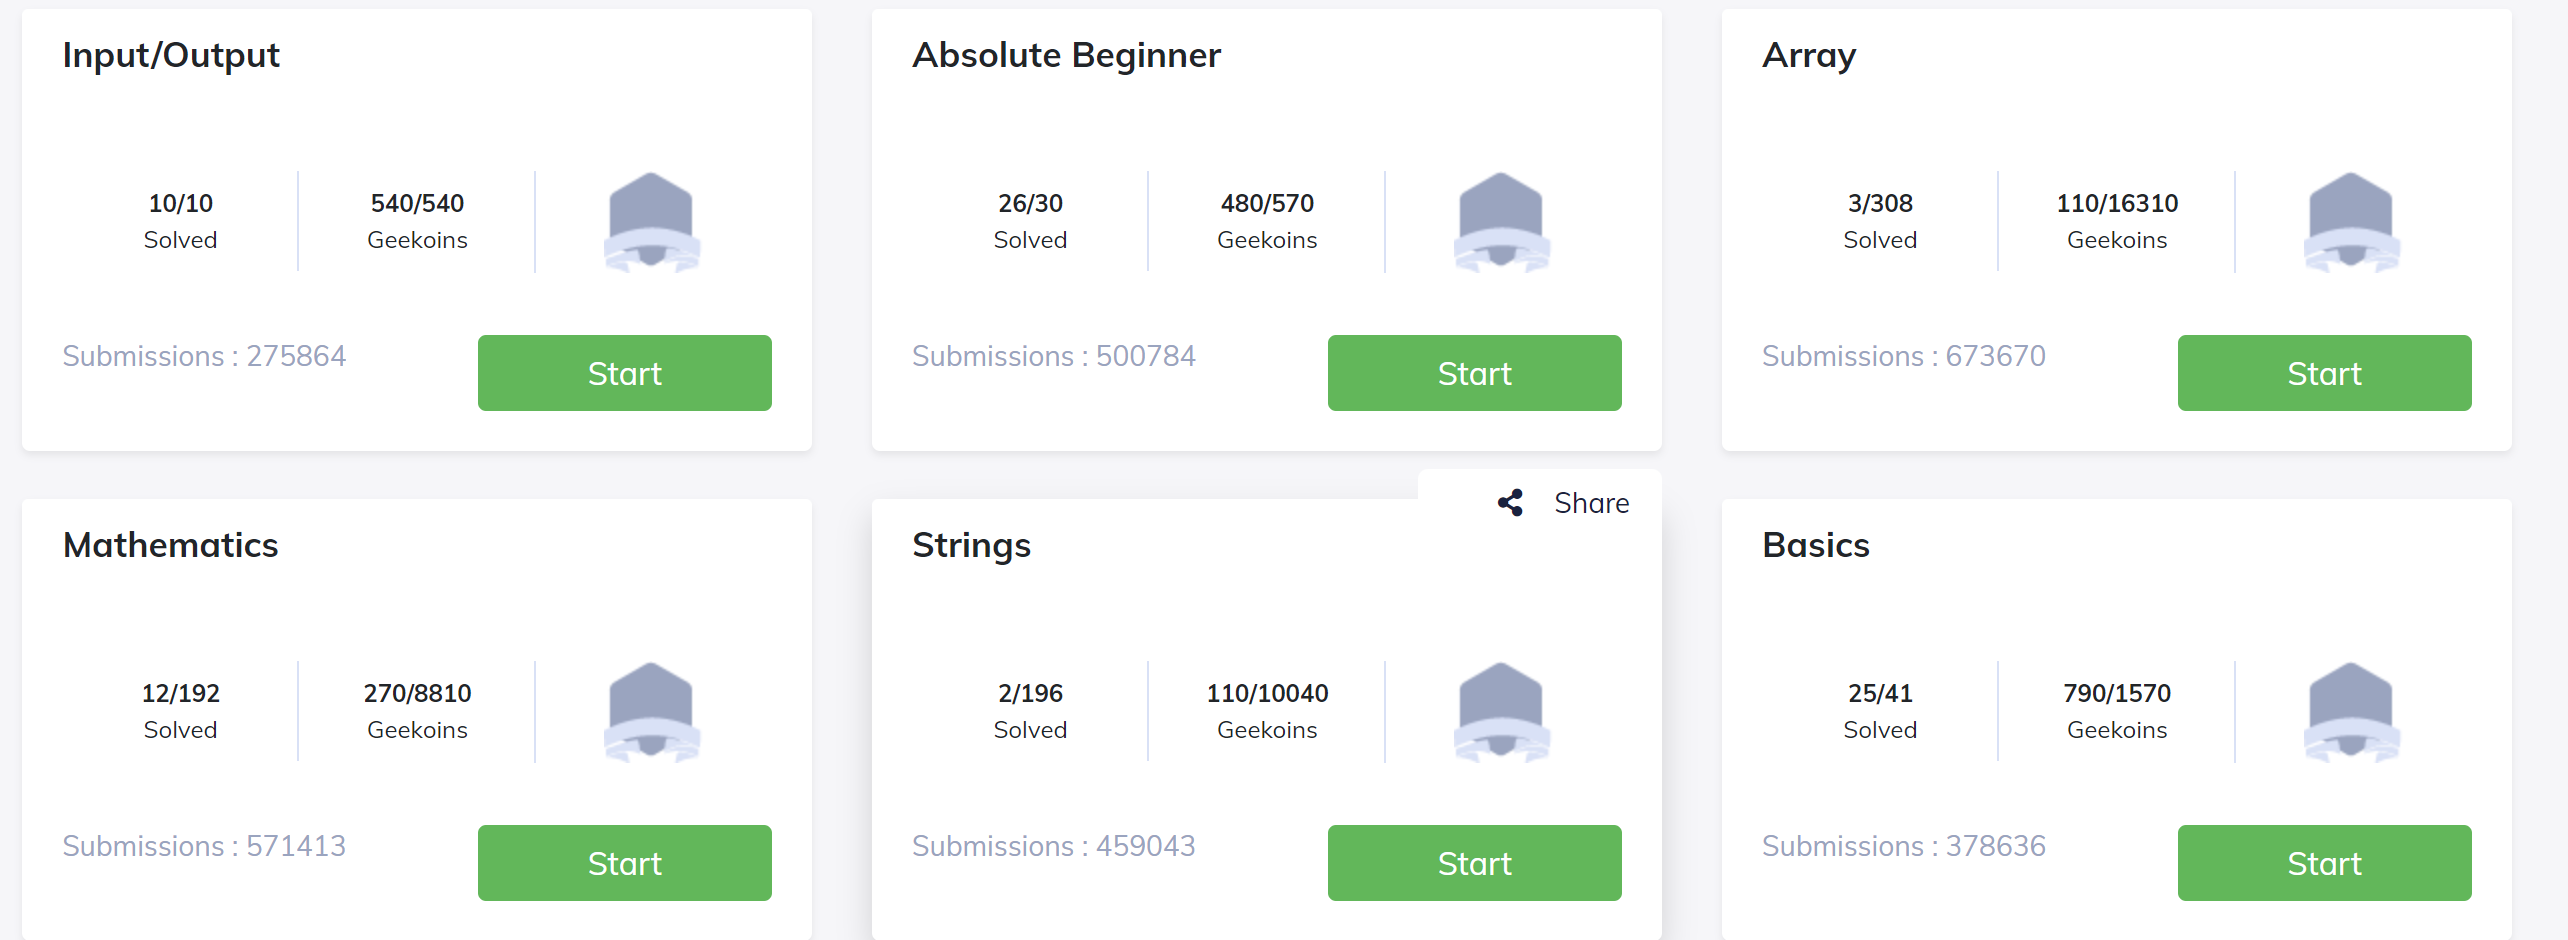 Input/Output
10/10
Solved
540/540
Geekoins
Submissions : 275864
Start
Absolute Beginner
26/30
Solved
480/570
Geekoins
Submissions : 500784
Start
Array
3/308
Solved
110/16310
Geekoins
Submissions : 673670
Start
Mathematics
12/192
Solved
270/8810
Geekoins
Submissions : 571413
Start
Share
Strings
2/196
Solved
110/10040
Geekoins
Submissions : 459043
Start
Basics
25/41
Solved
790/1570
Geekoins
Submissions : 378636
Start